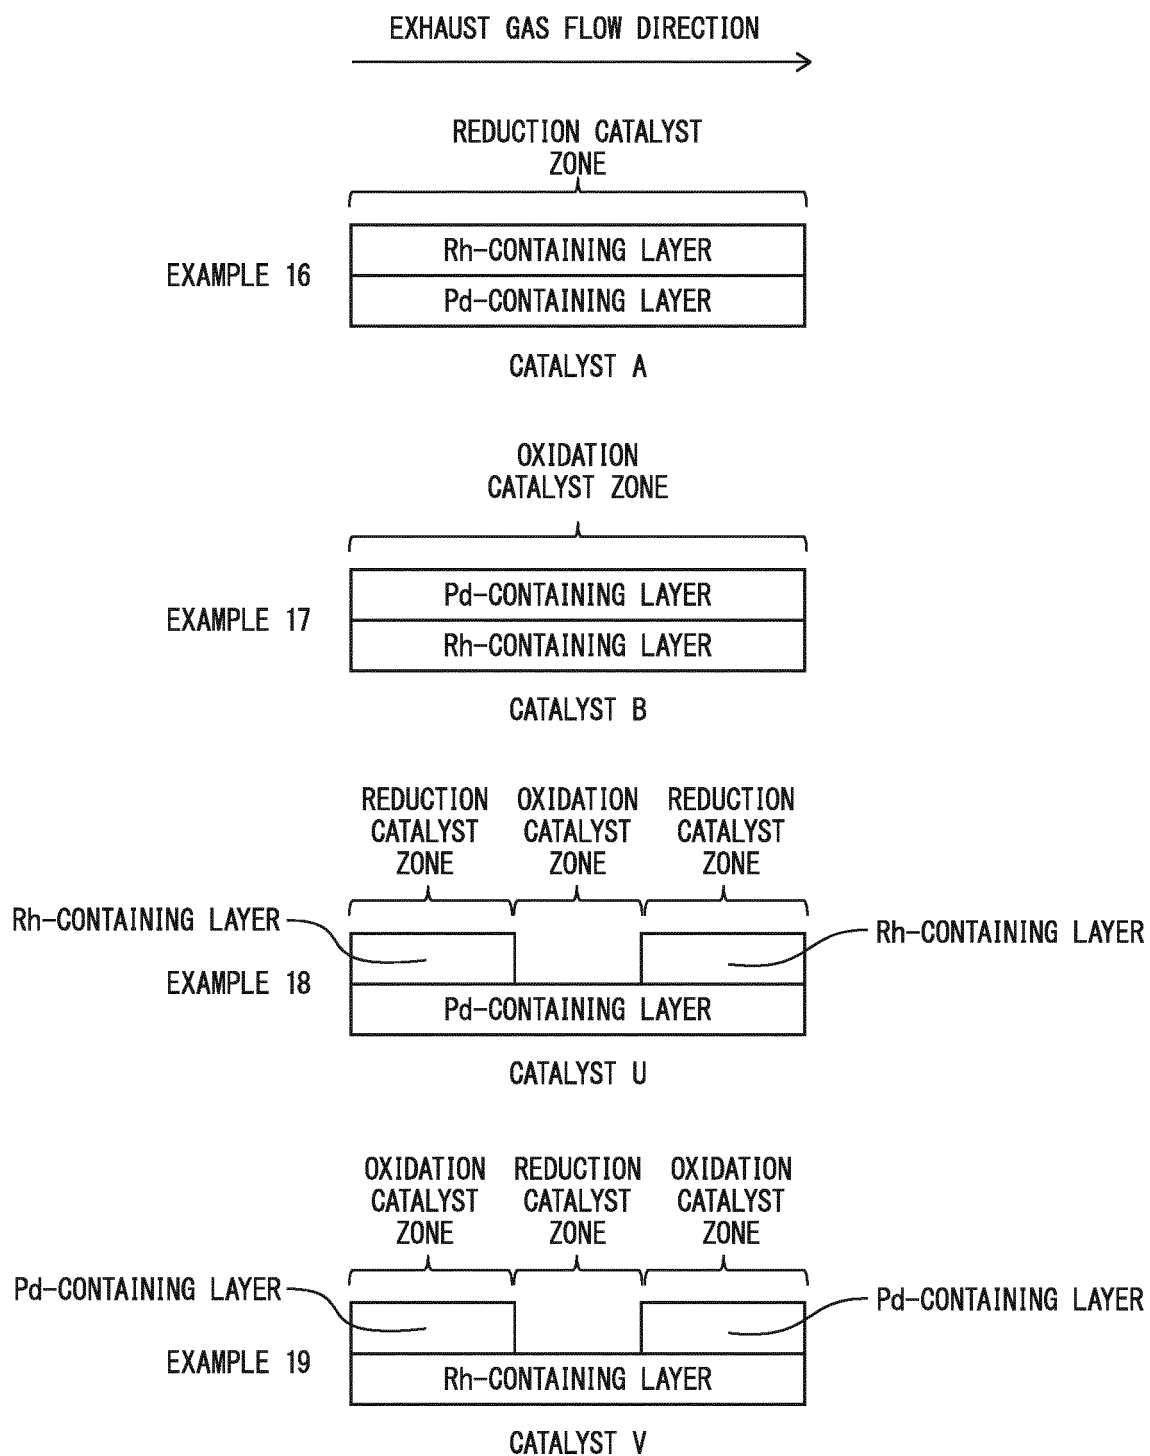 EXHAUST GAS FLOW DIRECTION
REDUCTION CATALYST
ZONE
Rh-CONTAINING LAYER
EXAMPLE 16
Pd-CONTAINING LAYER
CATALYST A
OXIDATION
CATALYST ZONE
Pd-CONTAINING LAYER
EXAMPLE 17
Rh-CONTAINING LAYER
CATALYST B
REDUCTION OXIDATION REDUCTION
CATALYST CATALYST CATALYST
ZONE ZONE ZONE
Rh-CONTAINING LAYER
Rh-CONTAINING LAYER
EXAMPLE 18
Pd-CONTAINING LAYER
CATALYST U
OXIDATION REDUCTION OXIDATION
CATALYST CATALYST CATALYST
ZONE ZONE ZONE
Pd-CONTAINING LAYER
Pd-CONTAINING LAYER
EXAMPLE 19
Rh-CONTAINING LAYER
CATALYST V